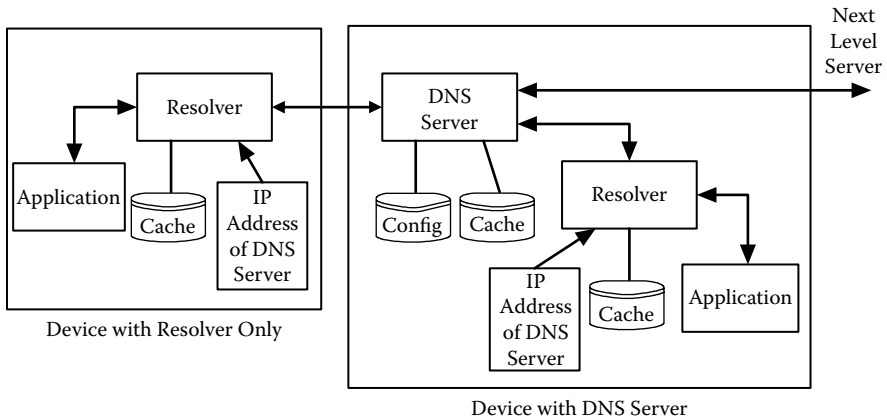 Next
Level
Server
Resolver
Application
Cache
IP
Address
of DNS
Server
Device with Resolver Only
DNS
Server
Config
Cache
Resolver
IP
Address
of DNS
Server
Cache
Application
Device with DNS Server